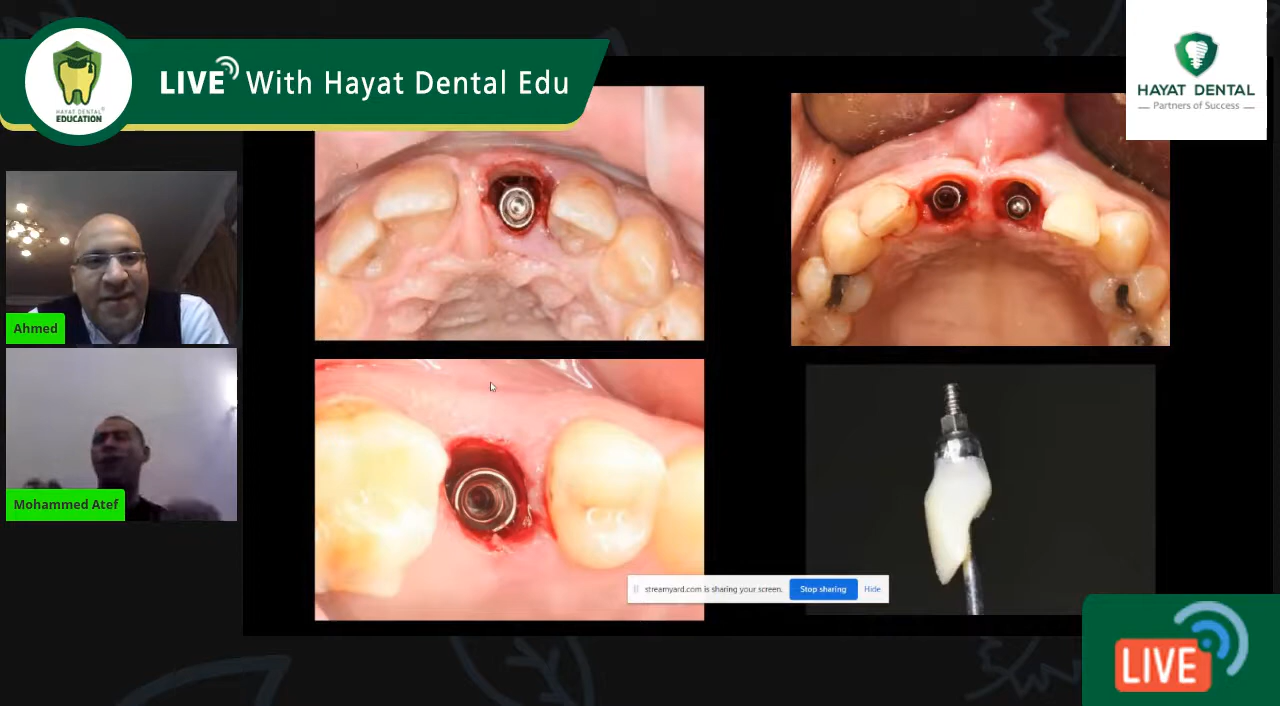 LIVE With Hayat Dental Edu
HAYAT DENTAL
EDUCATION
HAYAT DENTAL
Partners of Success
Ahmed
Mohammed Atef
streamyard.com is sharing your screen.
Stop sharing
Hide
LIVE